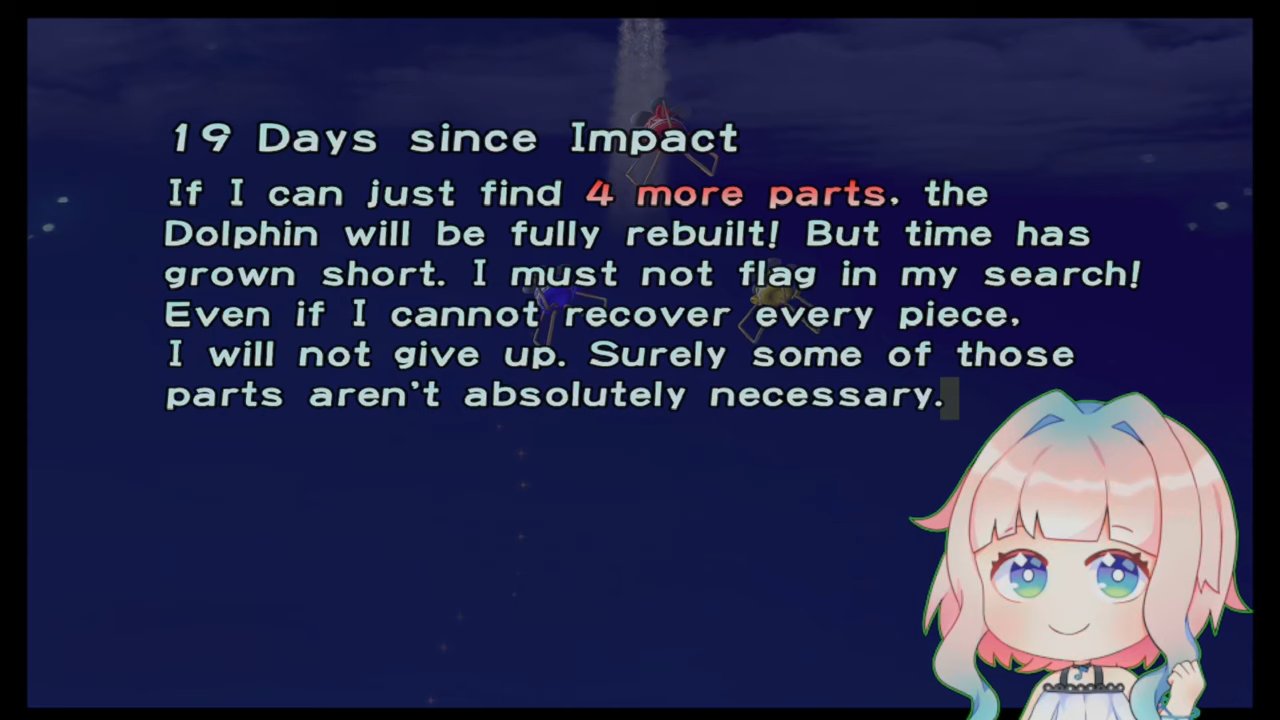 19 Days since Impact
If I can just find 4 more parts, the
Dolphin will be fully rebuilt! But time has
grown short. I must not flag in my search!
Even if I cannot recover every piece,
I will not give up. Surely some of those
parts aren't absolutely necessary.